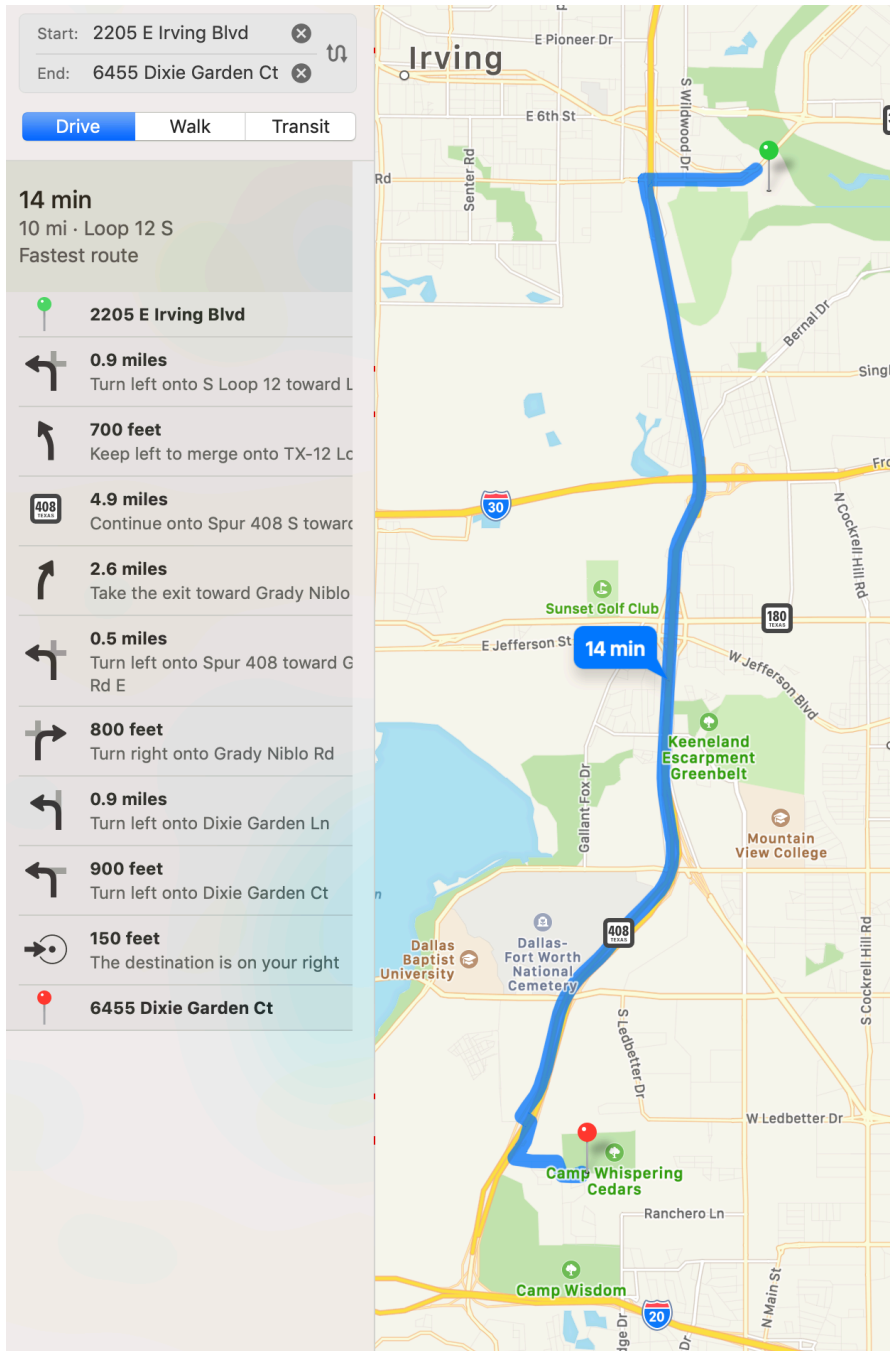 Start: 2205 E Irving Blvd
End: 6455 Dixie Garden Ct
Drive Walk Transit
14 min
10 mi · Loop 12 S
Fastest route
2205 E Irving Blvd
0.9 miles
Turn left onto S Loop 12 toward L
700 feet
Keep left to merge onto TX-12 Lo
408
TEXAS
4.9 miles
Continue onto Spur 408 S toward
2.6 miles
Take the exit toward Grady Niblo
0.5 miles
Turn left onto Spur 408 toward G
Rd E
800 feet
Turn right onto Grady Niblo Rd
0.9 miles
Turn left onto Dixie Garden Ln
900 feet
Turn left onto Dixie Garden Ct
150 feet
The destination is on your right
6455 Dixie Garden Ct
E Pioneer Dr
Irving
S Wildwood Dr
E 6th St
Rd
Senter Rd
Bernal Dr
Singl
Fro
30
N Cockrell Hill Rd
Sunset Golf Club
180
TEXAS
E Jefferson St
14 min
W Jefferson Blvd
Keeneland
Escarpment
Greenbelt
Gallant Fox Dr
Mountain
View College
408
TEXAS
Dallas
Baptist
University
Dallas-
Fort Worth
National
Cemetery
S Cockrell Hill Rd
S Ledbetter Dr
W Ledbetter Dr
Camp Whispering
Cedars
Ranchero Ln
Camp Wisdom
N Main St
20
dge Dr
Dr